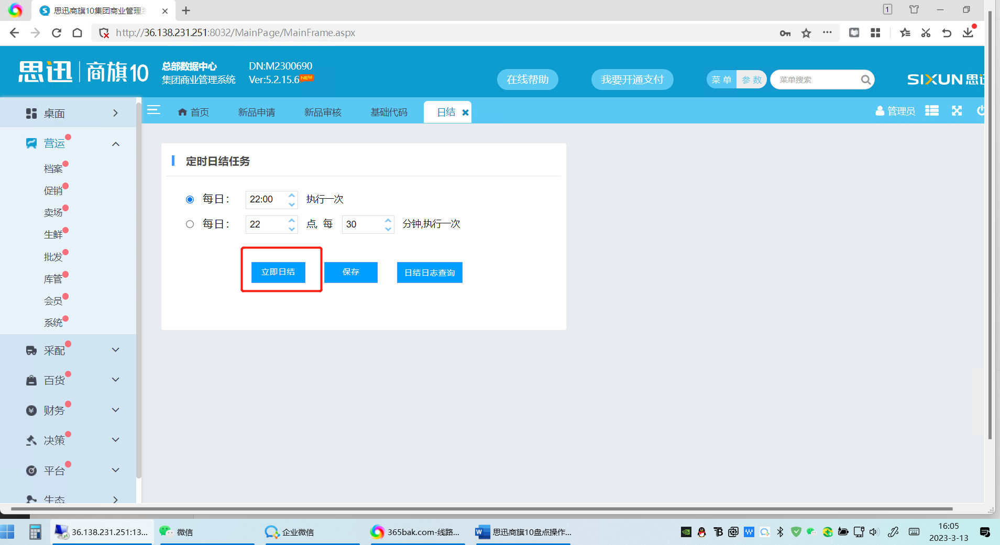 思迅商旗10集团商业管理系
1
http://36.138.231.251:8032/MainPage/MainFrame.aspx
思迅 商旗10
总部数据中心
集团商业管理系统
DN:M2300690
Ver:5.2.15.6 NEW
在线帮助
我要开通支付
菜单 参数
菜单搜索
SIXUN 思迅
桌面
首页
新品申请
新品审核
基础代码
日结
管理员
营运
档案
促销
卖场
生鲜
批发
库管
会员
系统
采配
百货
财务
决策
平台
生态
定时日结任务
每日: 22:00 执行一次
每日: 22 点, 每 30 分钟,执行一次
立即日结
保存
日结日志查询
36.138.231.251:13...
微信
企业微信
365bak.com-线路...
思迅商旗10盘点操作...
16:05
2023-3-13